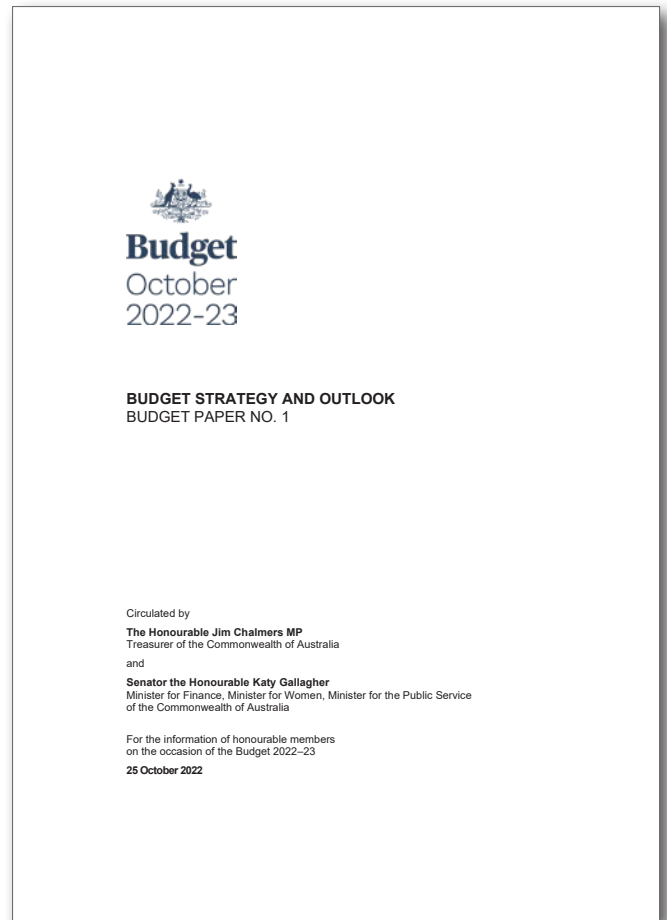 Budget
October
2022-23
BUDGET STRATEGY AND OUTLOOK
BUDGET PAPER NO. 1
Circulated by
The Honourable Jim Chalmers MP
Treasurer of the Commonwealth of Australia
and
Senator the Honourable Katy Gallagher
Minister for Finance, Minister for Women, Minister for the Public Service
of the Commonwealth of Australia
For the information of honourable members
on the occasion of the Budget 2022–23
25 October 2022